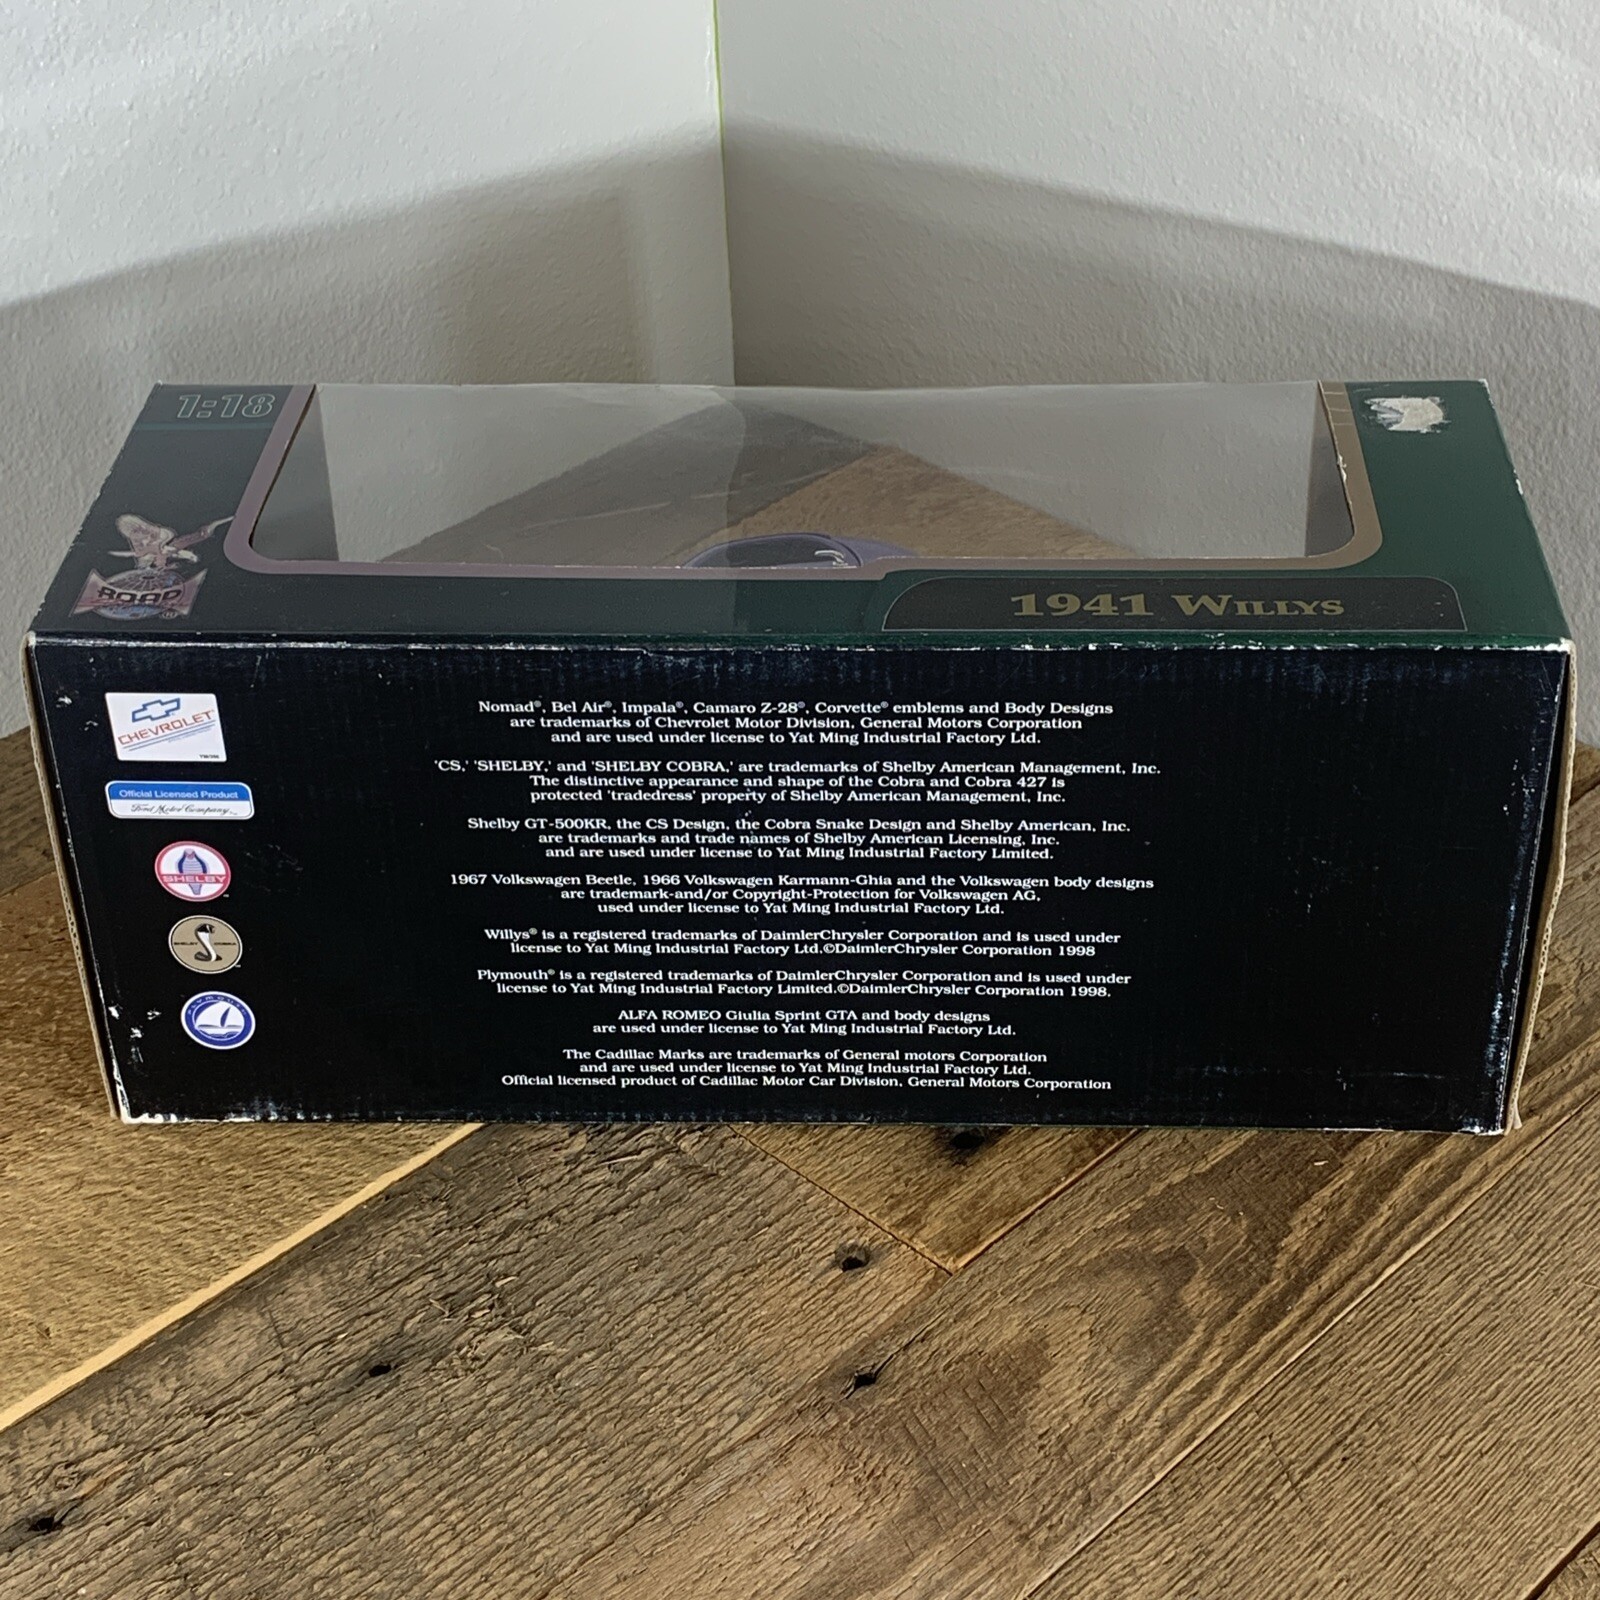 1:18
ROAD
1941 WILLYS
CHEVROLET
Official Licensed Product
Ford Motor Company
SHELBY
SHELBY COBRA
PLYMOUTH
Nomad®, Bel Air®, Impala®, Camaro Z-28®, Corvette® emblems and Body Designs
are trademarks of Chevrolet Motor Division, General Motors Corporation
and are used under license to Yat Ming Industrial Factory Ltd.
'CS,' 'SHELBY,' and 'SHELBY COBRA,' are trademarks of Shelby American Management, Inc.
The distinctive appearance and shape of the Cobra and Cobra 427 is
protected 'tradedress' property of Shelby American Management, Inc.
Shelby GT-500KR, the CS Design, the Cobra Snake Design and Shelby American, Inc.
are trademarks and trade names of Shelby American Licensing, Inc.
and are used under license to Yat Ming Industrial Factory Limited.
1967 Volkswagen Beetle, 1966 Volkswagen Karmann-Ghia and the Volkswagen body designs
are trademark-and/or Copyright-Protection for Volkswagen AG,
used under license to Yat Ming Industrial Factory Ltd.
Willys® is a registered trademarks of DaimlerChrysler Corporation and is used under
license to Yat Ming Industrial Factory Ltd.©DaimlerChrysler Corporation 1998
Plymouth® is a registered trademarks of DaimlerChrysler Corporation and is used under
license to Yat Ming Industrial Factory Limited.©DaimlerChrysler Corporation 1998,
ALFA ROMEO Giulia Sprint GTA and body designs
are used under license to Yat Ming Industrial Factory Ltd.
The Cadillac Marks are trademarks of General motors Corporation
and are used under license to Yat Ming Industrial Factory Ltd.
Official licensed product of Cadillac Motor Car Division, General Motors Corporation